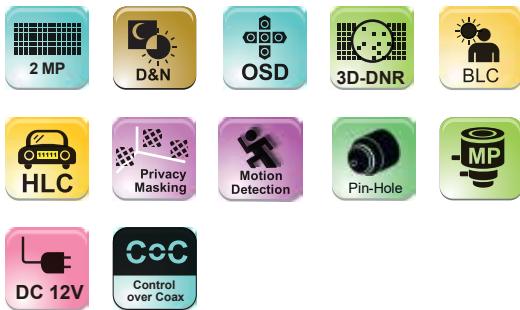 2 MP
D&N
OSD
3D-DNR
BLC
HLC
Privacy
Masking
Motion
Detection
Pin-Hole
MP
DC 12V
CoC
Control
over Coax